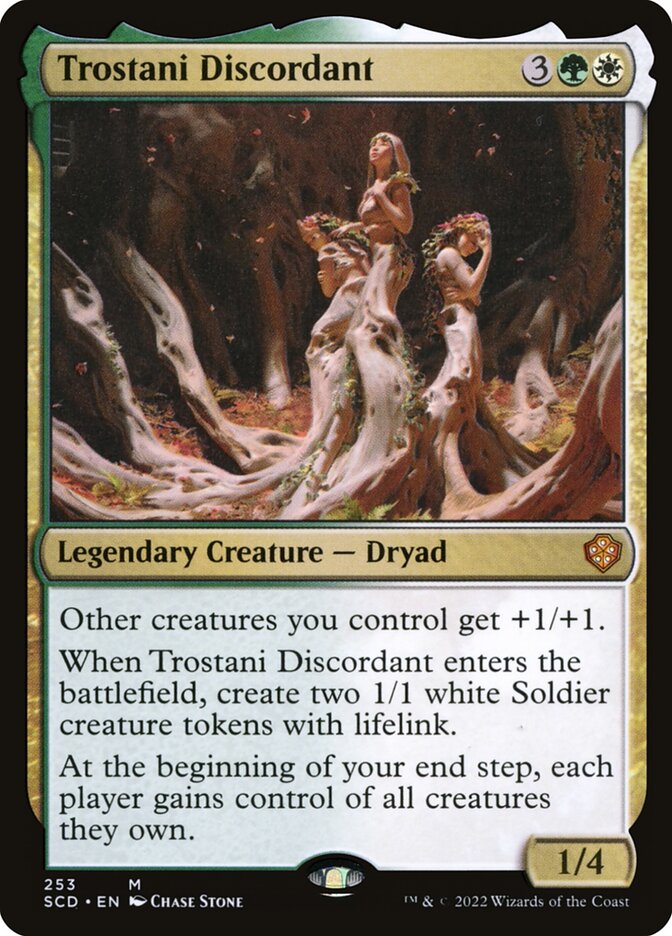 Trostani Discordant 3
Legendary Creature — Dryad
Other creatures you control get +1/+1.
When Trostani Discordant enters the
battlefield, create two 1/1 white Soldier
creature tokens with lifelink.
At the beginning of your end step, each
player gains control of all creatures
they own.
1/4
253 M
SCD • EN Chase Stone
™ & © 2022 Wizards of the Coast